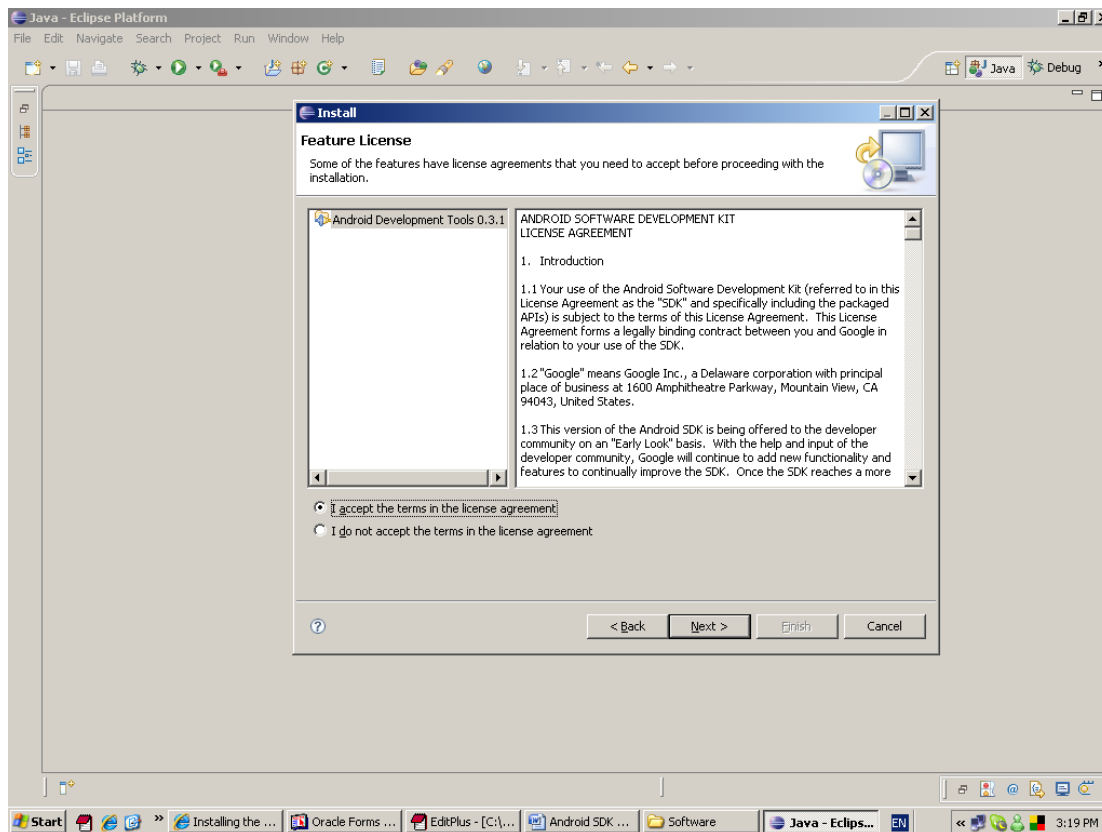 Java - Eclipse Platform
File Edit Navigate Search Project Run Window Help
Java Debug
Install
Feature License
Some of the features have license agreements that you need to accept before proceeding with the
installation.
Android Development Tools 0.3.1
ANDROID SOFTWARE DEVELOPMENT KIT
LICENSE AGREEMENT
1. Introduction
1.1 Your use of the Android Software Development Kit (referred to in this
License Agreement as the "SDK" and specifically including the packaged
APIs) is subject to the terms of this License Agreement. This License
Agreement forms a legally binding contract between you and Google in
relation to your use of the SDK.
1.2 "Google" means Google Inc., a Delaware corporation with principal
place of business at 1600 Amphitheatre Parkway, Mountain View, CA
94043, United States.
1.3 This version of the Android SDK is being offered to the developer
community on an "Early Look" basis. With the help and input of the
developer community, Google will continue to add new functionality and
features to continually improve the SDK. Once the SDK reaches a more
I accept the terms in the license agreement
I do not accept the terms in the license agreement
< Back Next > Finish Cancel
Start Installing the ... Oracle Forms ... EditPlus - [C:\... Android SDK ... Software Java - Eclips... EN 3:19 PM